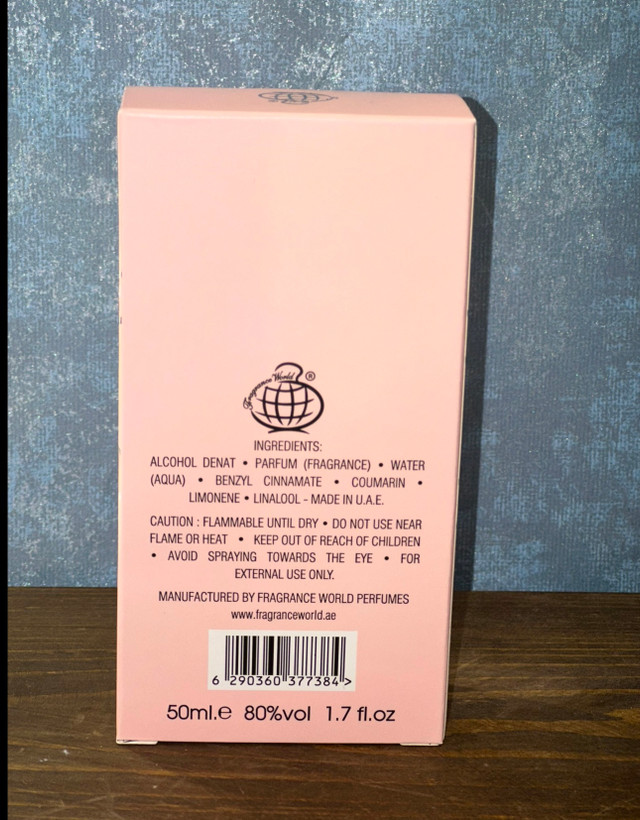 Fragrance World ®
INGREDIENTS:
ALCOHOL DENAT • PARFUM (FRAGRANCE) • WATER
(AQUA) • BENZYL CINNAMATE • COUMARIN •
LIMONENE • LINALOOL - MADE IN U.A.E.
CAUTION : FLAMMABLE UNTIL DRY • DO NOT USE NEAR
FLAME OR HEAT • KEEP OUT OF REACH OF CHILDREN
• AVOID SPRAYING TOWARDS THE EYE • FOR
EXTERNAL USE ONLY.
MANUFACTURED BY FRAGRANCE WORLD PERFUMES
www.fragranceworld.ae
6 290360 377384 >
50ml.e 80%vol 1.7 fl.oz